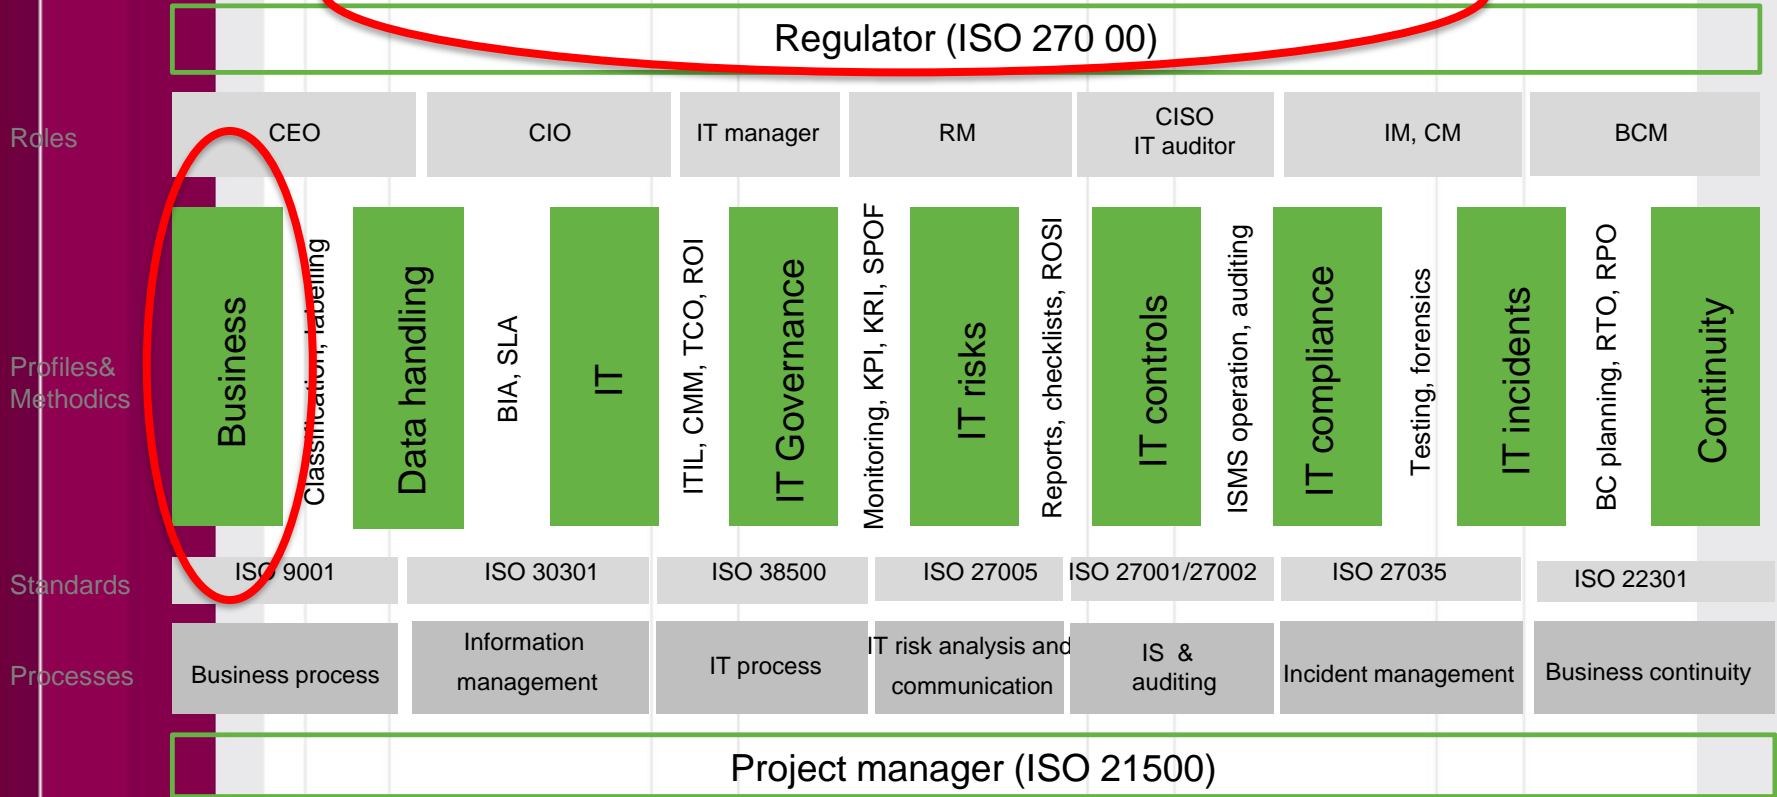 Regulator (ISO 270 00)
Roles
CEO
CIO
IT manager
RM
CISO
IT auditor
IM, CM
BCM
Profiles&
Methodics
Business
Classification, labelling
Data handling
BIA, SLA
IT
ITIL, CMM, TCO, ROI
IT Governance
Monitoring, KPI, KRI, SPOF
IT risks
Reports, checklists, ROSI
IT controls
ISMS operation, auditing
IT compliance
Testing, forensics
IT incidents
BC planning, RTO, RPO
Continuity
Standards
ISO 9001
ISO 30301
ISO 38500
ISO 27005
ISO 27001/27002
ISO 27035
ISO 22301
Processes
Business process
Information
management
IT process
IT risk analysis and
communication
IS &
auditing
Incident management
Business continuity
Project manager (ISO 21500)